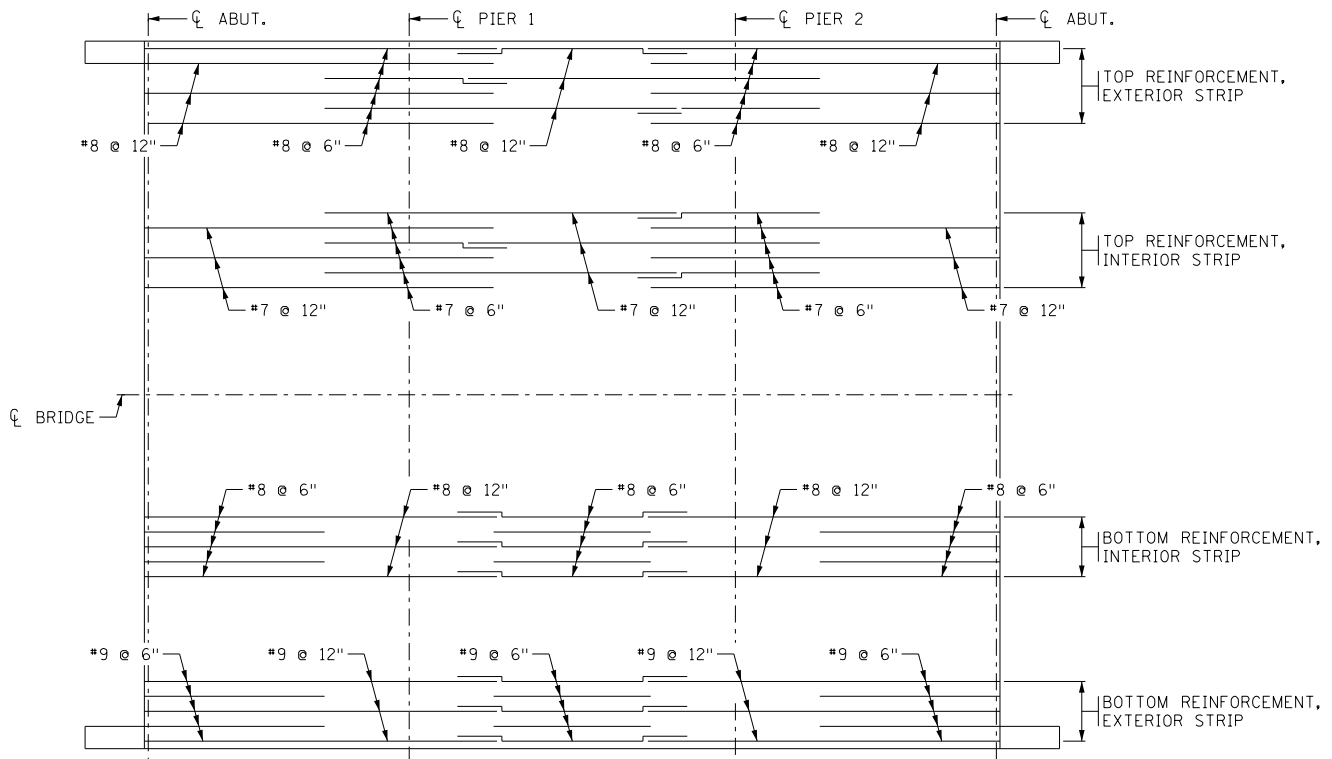 ℄ ABUT.
℄ PIER 1
℄ PIER 2
℄ ABUT.
TOP REINFORCEMENT,
EXTERIOR STRIP
#8 @ 12"
#8 @ 6"
#8 @ 12"
#8 @ 6"
#8 @ 12"
TOP REINFORCEMENT,
INTERIOR STRIP
#7 @ 12"
#7 @ 6"
#7 @ 12"
#7 @ 6"
#7 @ 12"
℄ BRIDGE
#8 @ 6"
#8 @ 12"
#8 @ 6"
#8 @ 12"
#8 @ 6"
BOTTOM REINFORCEMENT,
INTERIOR STRIP
#9 @ 6"
#9 @ 12"
#9 @ 6"
#9 @ 12"
#9 @ 6"
BOTTOM REINFORCEMENT,
EXTERIOR STRIP